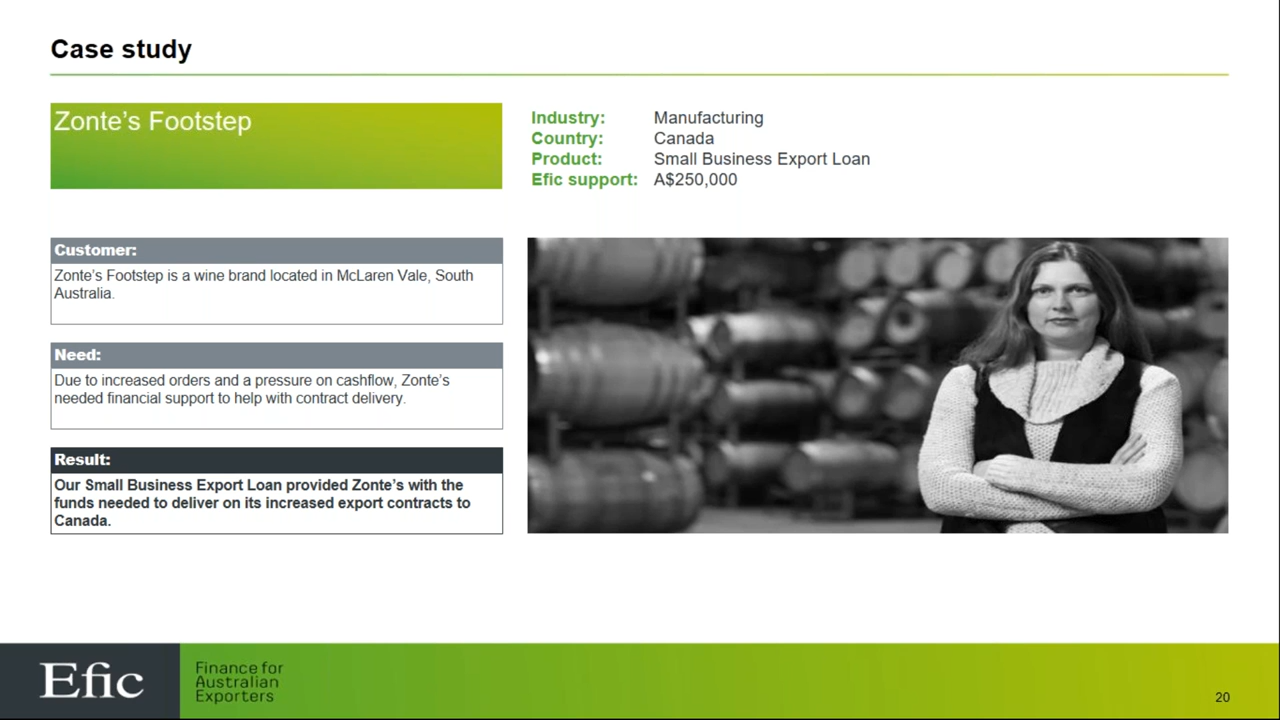 Case study
Zonte’s Footstep
Industry: Manufacturing
Country: Canada
Product: Small Business Export Loan
Efic support: A$250,000
Customer:
Zonte’s Footstep is a wine brand located in McLaren Vale, South
Australia.
Need:
Due to increased orders and a pressure on cashflow, Zonte’s
needed financial support to help with contract delivery.
Result:
Our Small Business Export Loan provided Zonte’s with the
funds needed to deliver on its increased export contracts to
Canada.
Efic
Finance for
Australian
Exporters
20